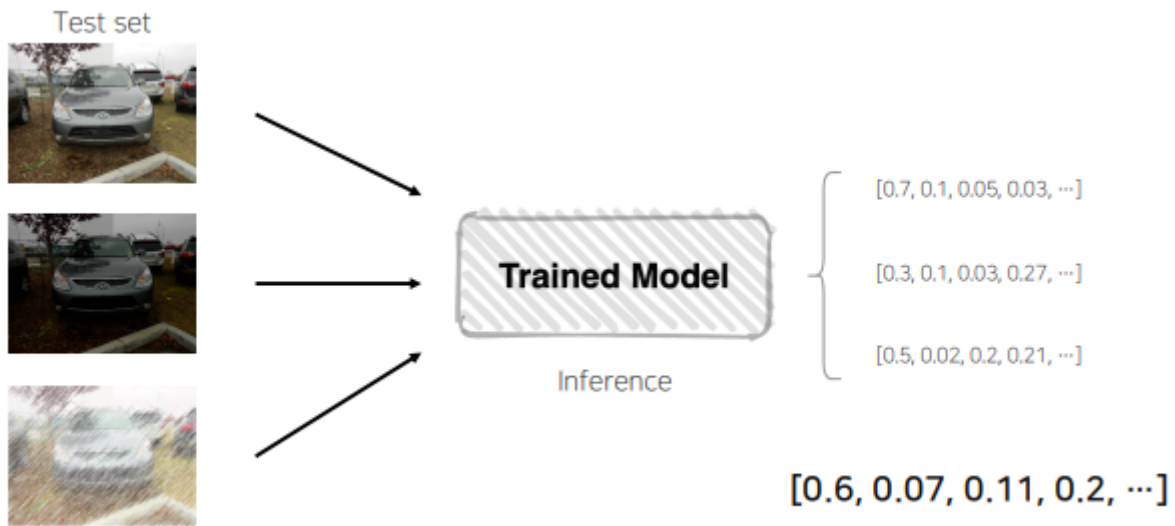 Test set
[0.7, 0.1, 0.05, 0.03, ⋯]
Trained Model
[0.3, 0.1, 0.03, 0.27, ⋯]
[0.5, 0.02, 0.2, 0.21, ⋯]
Inference
[0.6, 0.07, 0.11, 0.2, ⋯]